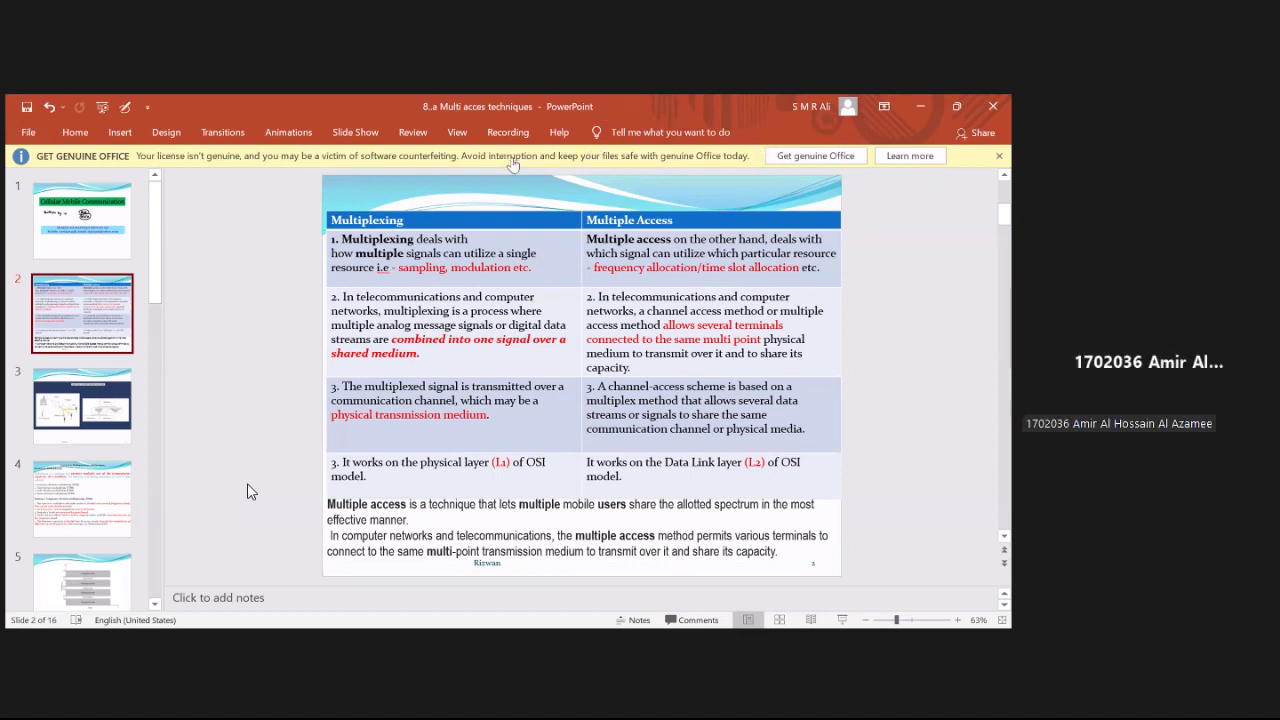 8..a Multi acces techniques - PowerPoint
S M R Ali
File Home Insert Design Transitions Animations Slide Show Review View Recording Help Tell me what you want to do Share
GET GENUINE OFFICE Your license isn't genuine, and you may be a victim of software counterfeiting. Avoid interruption and keep your files safe with genuine Office today. Get genuine Office Learn more
1
Cellular Mobile Communication
2
3
4
5
Multiplexing
1. Multiplexing deals with
how multiple signals can utilize a single
resource i.e - sampling, modulation etc.
2. In telecommunications and computer
networks, multiplexing is a process where
multiple analog message signals or digital data
streams are combined into one signal over a
shared medium.
3. The multiplexed signal is transmitted over a
communication channel, which may be a
physical transmission medium.
3. It works on the physical layer (L1) of OSI
model.
Multiple Access
Multiple access on the other hand, deals with
which signal can utilize which particular resource
- frequency allocation/time slot allocation etc.
2. In telecommunications and computer
networks, a channel access method or multiple
access method allows several terminals
connected to the same multi point physical
medium to transmit over it and to share its
capacity.
3. A channel-access scheme is based on a
multiplex method that allows several data
streams or signals to share the same
communication channel or physical media.
It works on the Data Link layer (L2) of OSI
model.
Multiple access is a technique that lets multiple mobile users share the allotted spectrum in the most
effective manner.
In computer networks and telecommunications, the multiple access method permits various terminals to
connect to the same multi-point transmission medium to transmit over it and share its capacity.
Rizwan 2
Click to add notes
Slide 2 of 16 English (United States) Notes Comments 63%
1702036 Amir Al...
1702036 Amir Al Hossain Al Azamee